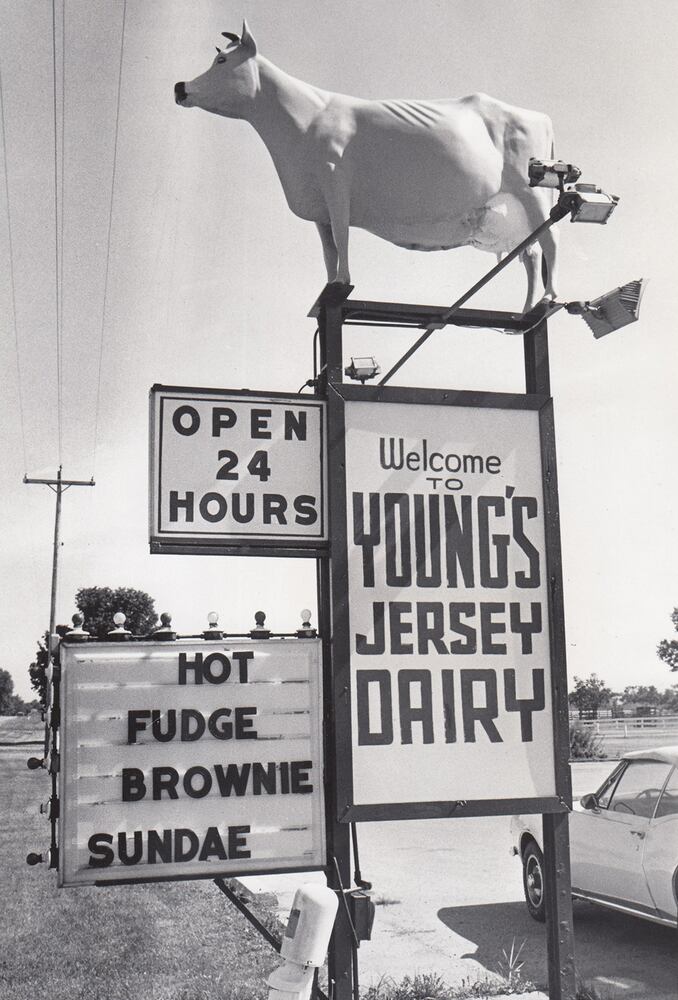 OPEN
24
HOURS
Welcome
TO
YOUNG'S
JERSEY
DAIRY
HOT
FUDGE
BROWNIE
SUNDAE